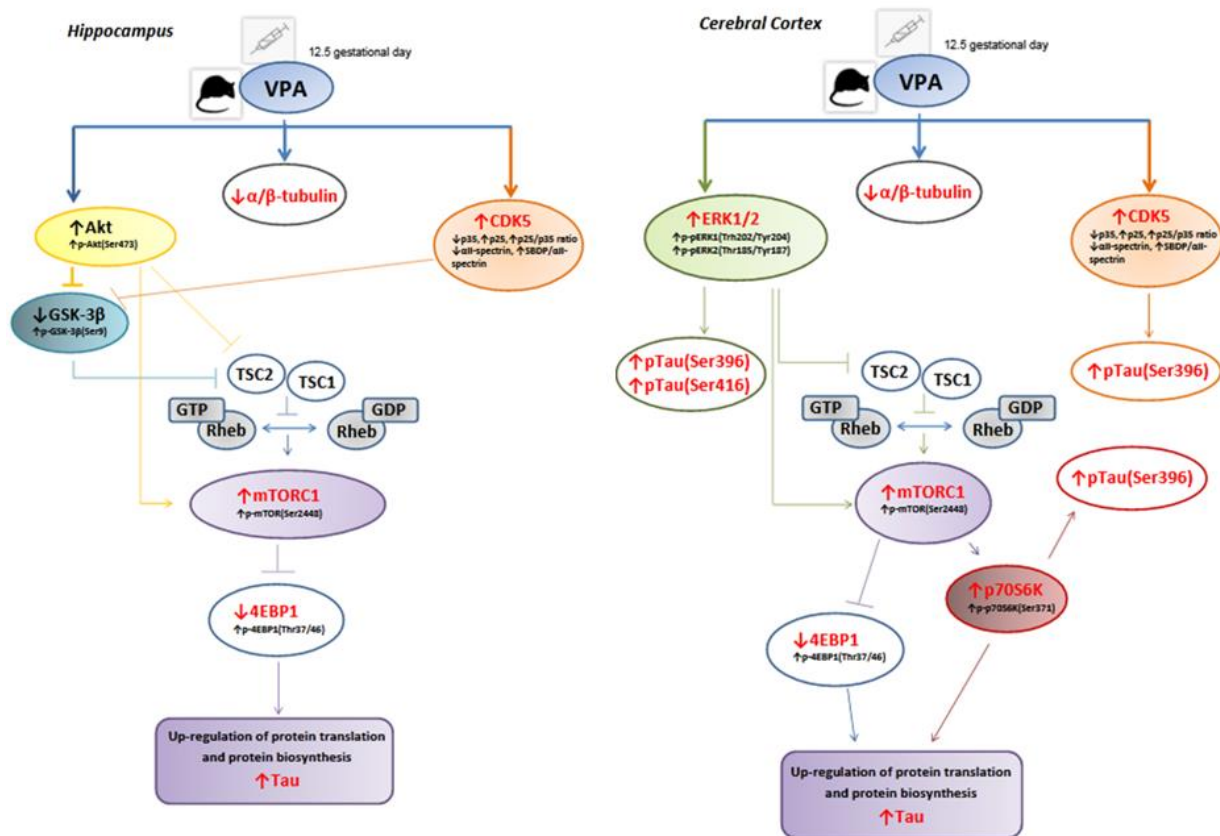 Hippocampus
12.5 gestational day
VPA
↓α/β-tubulin
↑Akt
↑p-Akt(Ser473)
↑CDK5
↓p35, ↑p25, ↑p25/p35 ratio
↓αII-spectrin, ↑SBDP/αII-
spectrin
↓GSK-3β
↑p-GSK-3β(Ser9)
TSC2
TSC1
GTP
Rheb
GDP
Rheb
↑mTORC1
↑p-mTOR(Ser2448)
↓4EBP1
↑p-4EBP1(Thr37/46)
Up-regulation of protein translation
and protein biosynthesis
↑Tau
Cerebral Cortex
12.5 gestational day
VPA
↓α/β-tubulin
↑ERK1/2
↑p-pERK1(Trh202/Tyr204)
↑p-pERK2(Thr185/Tyr187)
↑CDK5
↓p35, ↑p25, ↑p25/p35 ratio
↓αII-spectrin, ↑SBDP/αII-
spectrin
↑pTau(Ser396)
↑pTau(Ser416)
TSC2
TSC1
↑pTau(Ser396)
GTP
Rheb
GDP
Rheb
↑pTau(Ser396)
↑mTORC1
↑p-mTOR(Ser2448)
↑p70S6K
↑p-p70S6K(Ser371)
↓4EBP1
↑p-4EBP1(Thr37/46)
Up-regulation of protein translation
and protein biosynthesis
↑Tau